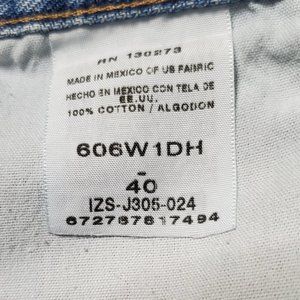 RN 130273
MADE IN MEXICO OF US FABRIC
HECHO EN MEXICO CON TELA DE
EE.UU.
100% COTTON / ALGODON
606W1DH
-
40
IZS-J305-024
672787817494